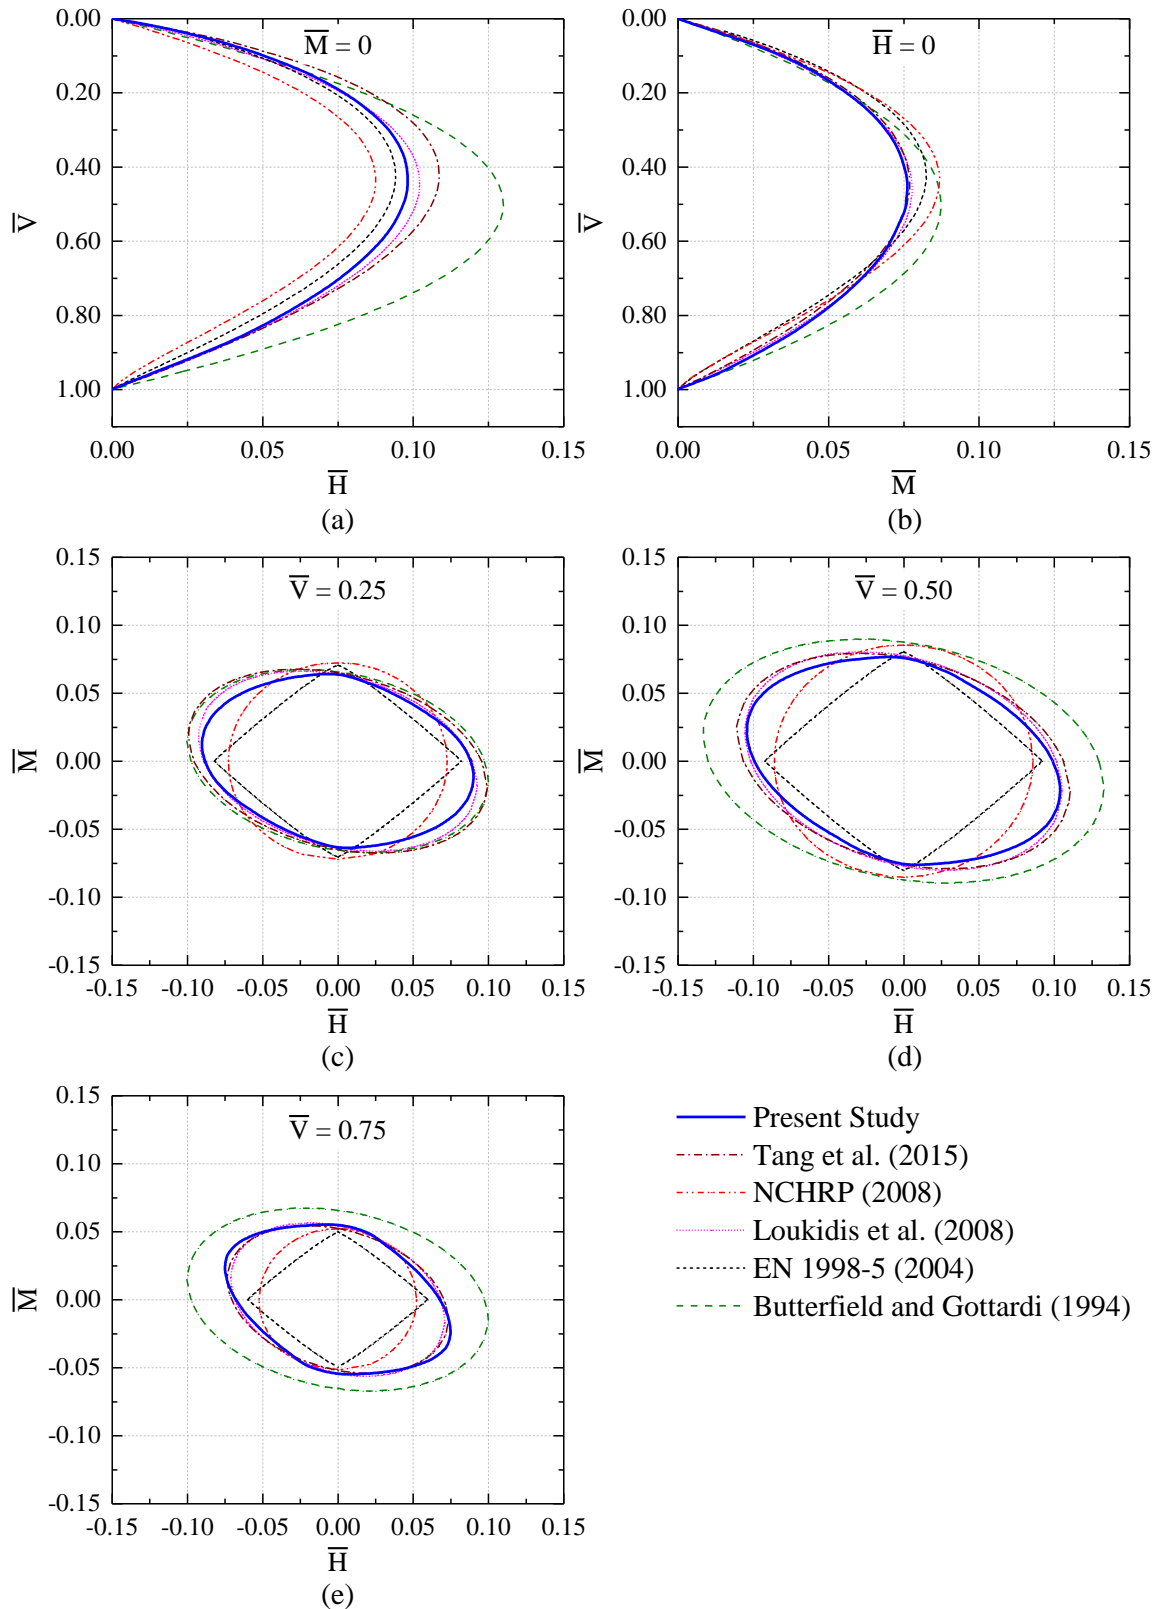 0.00
0.20
0.40
0.60
0.80
1.00
V̅
M̅ = 0
0.00 0.05 0.10 0.15
H̅
(a)
0.00
0.20
0.40
0.60
0.80
1.00
V̅
H̅ = 0
0.00 0.05 0.10 0.15
M̅
(b)
0.15
0.10
0.05
0.00
-0.05
-0.10
-0.15
M̅
V̅ = 0.25
-0.15 -0.10 -0.05 0.00 0.05 0.10 0.15
H̅
(c)
0.15
0.10
0.05
0.00
-0.05
-0.10
-0.15
M̅
V̅ = 0.50
-0.15 -0.10 -0.05 0.00 0.05 0.10 0.15
H̅
(d)
0.15
0.10
0.05
0.00
-0.05
-0.10
-0.15
M̅
V̅ = 0.75
-0.15 -0.10 -0.05 0.00 0.05 0.10 0.15
H̅
(e)
Present Study
Tang et al. (2015)
NCHRP (2008)
Loukidis et al. (2008)
EN 1998-5 (2004)
Butterfield and Gottardi (1994)